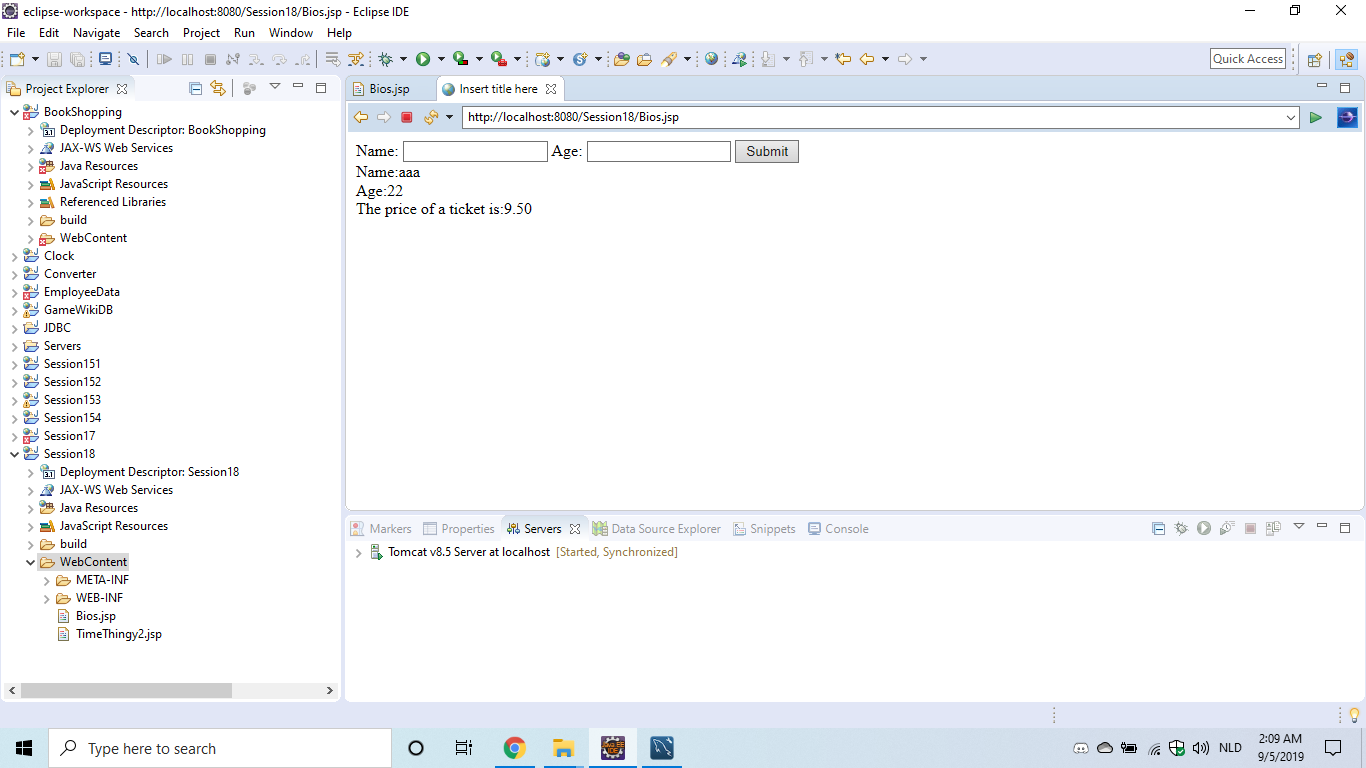 eclipse-workspace - http://localhost:8080/Session18/Bios.jsp - Eclipse IDE
File Edit Navigate Search Project Run Window Help
Quick Access
Project Explorer
BookShopping
Deployment Descriptor: BookShopping
JAX-WS Web Services
Java Resources
JavaScript Resources
Referenced Libraries
build
WebContent
Clock
Converter
EmployeeData
GameWikiDB
JDBC
Servers
Session151
Session152
Session153
Session154
Session17
Session18
Deployment Descriptor: Session18
JAX-WS Web Services
Java Resources
JavaScript Resources
build
WebContent
META-INF
WEB-INF
Bios.jsp
TimeThingy2.jsp
Bios.jsp Insert title here
http://localhost:8080/Session18/Bios.jsp
Name: Age: Submit
Name:aaa
Age:22
The price of a ticket is:9.50
Markers Properties Servers Data Source Explorer Snippets Console
Tomcat v8.5 Server at localhost [Started, Synchronized]
Type here to search
NLD
2:09 AM
9/5/2019